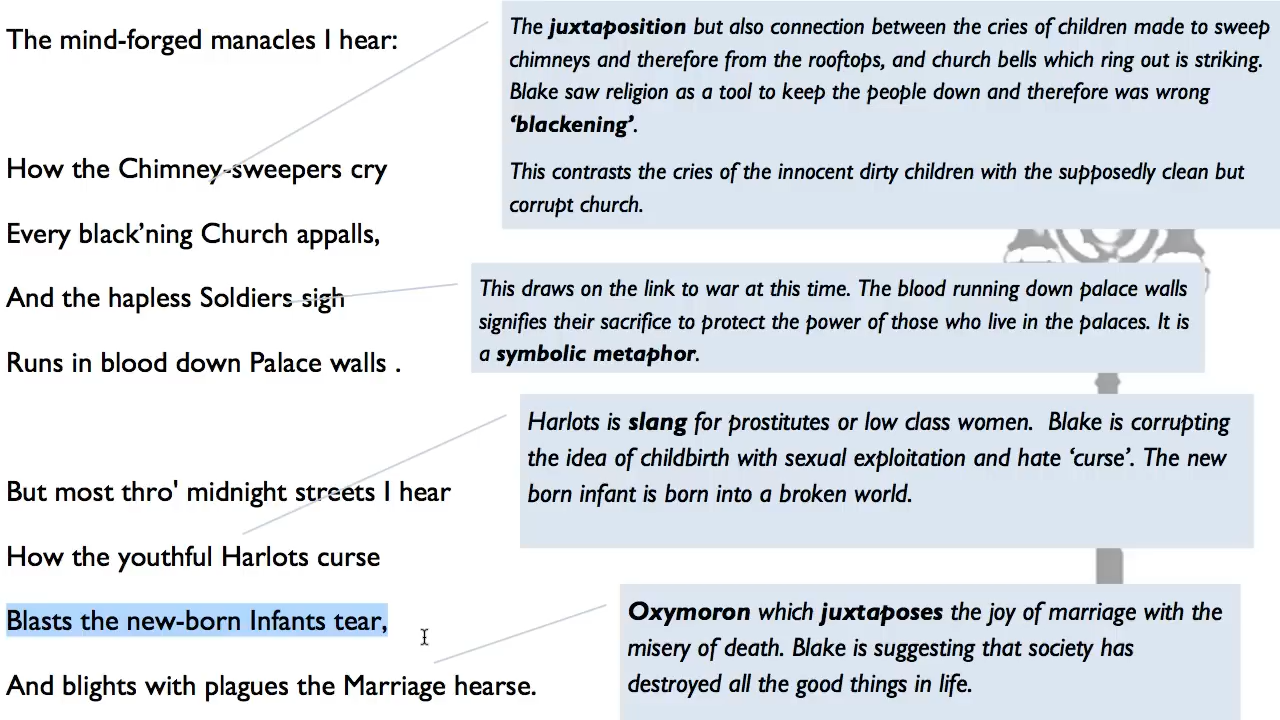 The mind-forged manacles I hear:
The juxtaposition but also connection between the cries of children made to sweep
chimneys and therefore from the rooftops, and church bells which ring out is striking.
Blake saw religion as a tool to keep the people down and therefore was wrong
‘blackening’.
This contrasts the cries of the innocent dirty children with the supposedly clean but
corrupt church.
How the Chimney-sweepers cry
Every black’ning Church appalls,
And the hapless Soldiers sigh
Runs in blood down Palace walls .
This draws on the link to war at this time. The blood running down palace walls
signifies their sacrifice to protect the power of those who live in the palaces. It is
a symbolic metaphor.
But most thro' midnight streets I hear
How the youthful Harlots curse
Blasts the new-born Infants tear,
And blights with plagues the Marriage hearse.
Harlots is slang for prostitutes or low class women.  Blake is corrupting
the idea of childbirth with sexual exploitation and hate ‘curse’. The new
born infant is born into a broken world.
Oxymoron which juxtaposes the joy of marriage with the
misery of death. Blake is suggesting that society has
destroyed all the good things in life.